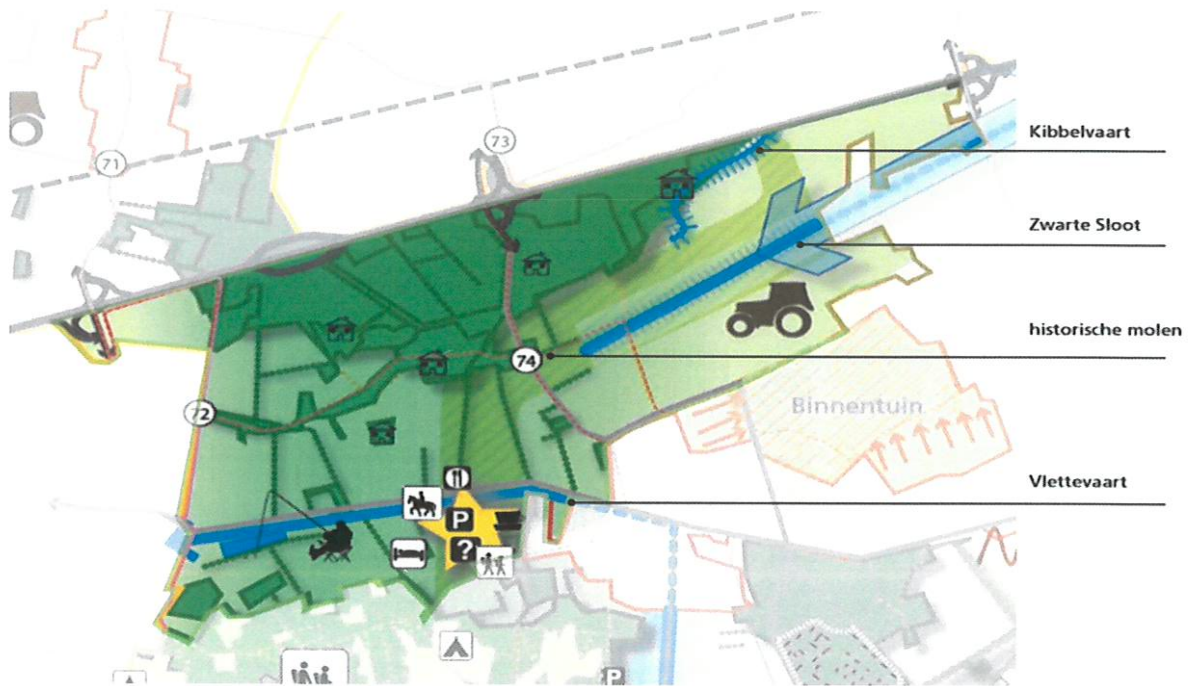 71
73
Kibbelvaart
Zwarte Sloot
historische molen
74
72
Binnentuin
Vlettevaart
P
?
P